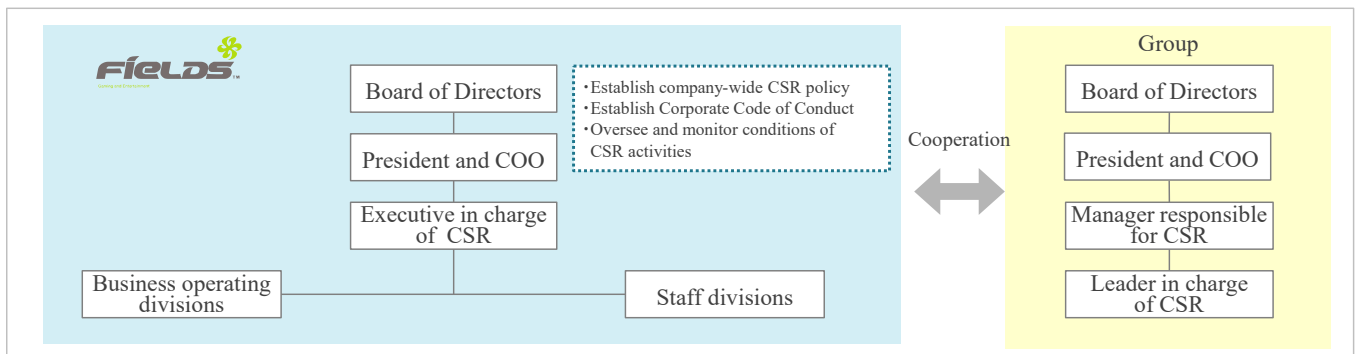 FIELDS
TM
Board of Directors
・Establish company-wide CSR policy
・Establish Corporate Code of Conduct
・Oversee and monitor conditions of
CSR activities
President and COO
Executive in charge
of CSR
Business operating
divisions
Staff divisions
Cooperation
Group
Board of Directors
President and COO
Manager responsible
for CSR
Leader in charge
of CSR